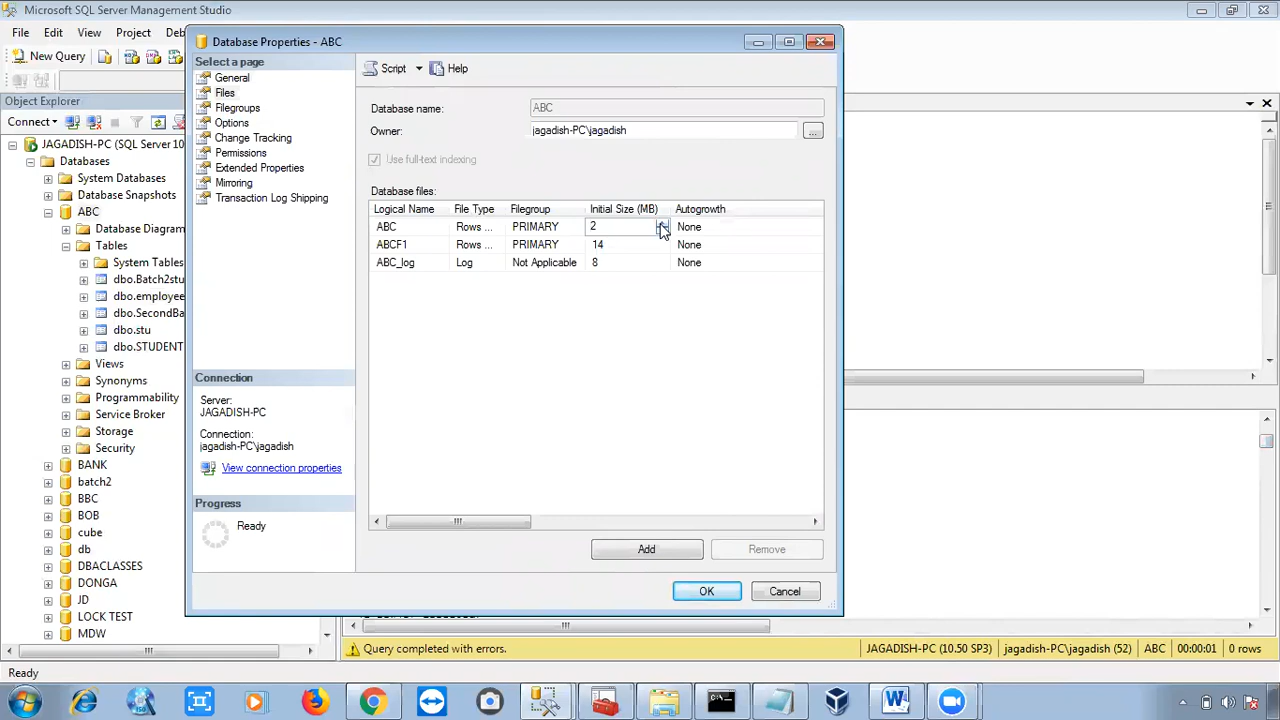 Microsoft SQL Server Management Studio
File Edit View Project Deb
New Query
Object Explorer
Connect
JAGADISH-PC (SQL Server 10
Databases
System Databases
Database Snapshots
ABC
Database Diagram
Tables
System Tables
dbo.Batch2stu
dbo.employee
dbo.SecondBa
dbo.stu
dbo.STUDENT
Views
Synonyms
Programmability
Service Broker
Storage
Security
BANK
batch2
BBC
BOB
cube
db
DBACLASSES
DONGA
JD
LOCK TEST
MDW
Database Properties - ABC
Select a page
General
Files
Filegroups
Options
Change Tracking
Permissions
Extended Properties
Mirroring
Transaction Log Shipping
Connection
Server:
JAGADISH-PC
Connection:
jagadish-PC\jagadish
View connection properties
Progress
Ready
Script Help
Database name: ABC
Owner: jagadish-PC\jagadish ...
Use full-text indexing
Database files:
Logical Name File Type Filegroup Initial Size (MB) Autogrowth
ABC Rows ... PRIMARY 2 None
ABCF1 Rows ... PRIMARY 14 None
ABC_log Log Not Applicable 8 None
Add Remove
OK Cancel
Query completed with errors. JAGADISH-PC (10.50 SP3) jagadish-PC\jagadish (52) ABC 00:00:01 0 rows
Ready